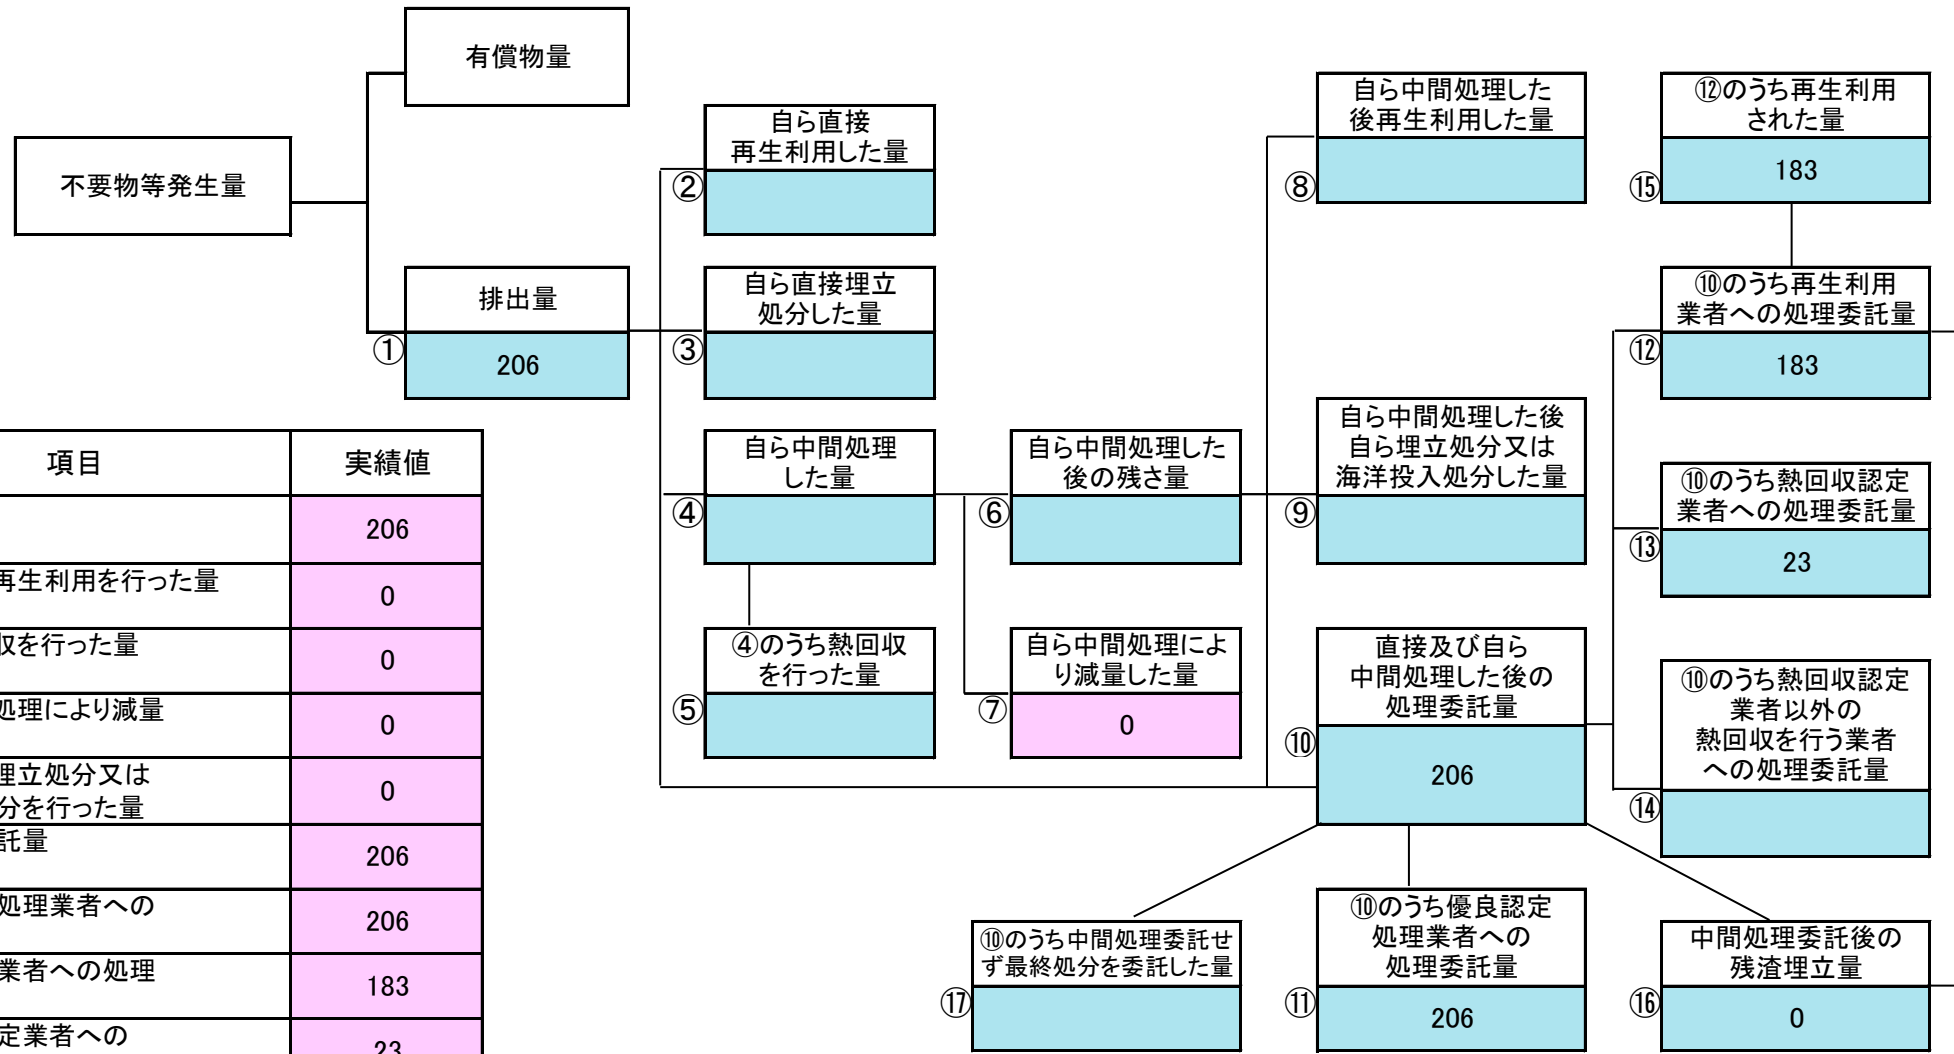 有償物量
不要物等発生量
排出量
①
206
自ら直接
再生利用した量
②
自ら直接埋立
処分した量
③
自ら中間処理
した量
④
④のうち熱回収
を行った量
⑤
自ら中間処理した
後の残さ量
⑥
自ら中間処理によ
り減量した量
⑦
0
自ら中間処理した
後再生利用した量
⑧
自ら中間処理した後
自ら埋立処分又は
海洋投入処分した量
⑨
直接及び自ら
中間処理した後の
処理委託量
⑩
206
⑩のうち優良認定
処理業者への
処理委託量
⑪
206
⑩のうち中間処理委託せ
ず最終処分を委託した量
⑰
⑫のうち再生利用
された量
⑮
183
⑩のうち再生利用
業者への処理委託量
⑫
183
⑩のうち熱回収認定
業者への処理委託量
⑬
23
⑩のうち熱回収認定
業者以外の
熱回収を行う業者
への処理委託量
⑭
中間処理委託後の
残渣埋立量
⑯
0
項目 実績値
206
再生利用を行った量
0
収を行った量
0
処理により減量
0
埋立処分又は
分を行った量
0
託量
206
処理業者への
206
業者への処理
183
定業者への
23